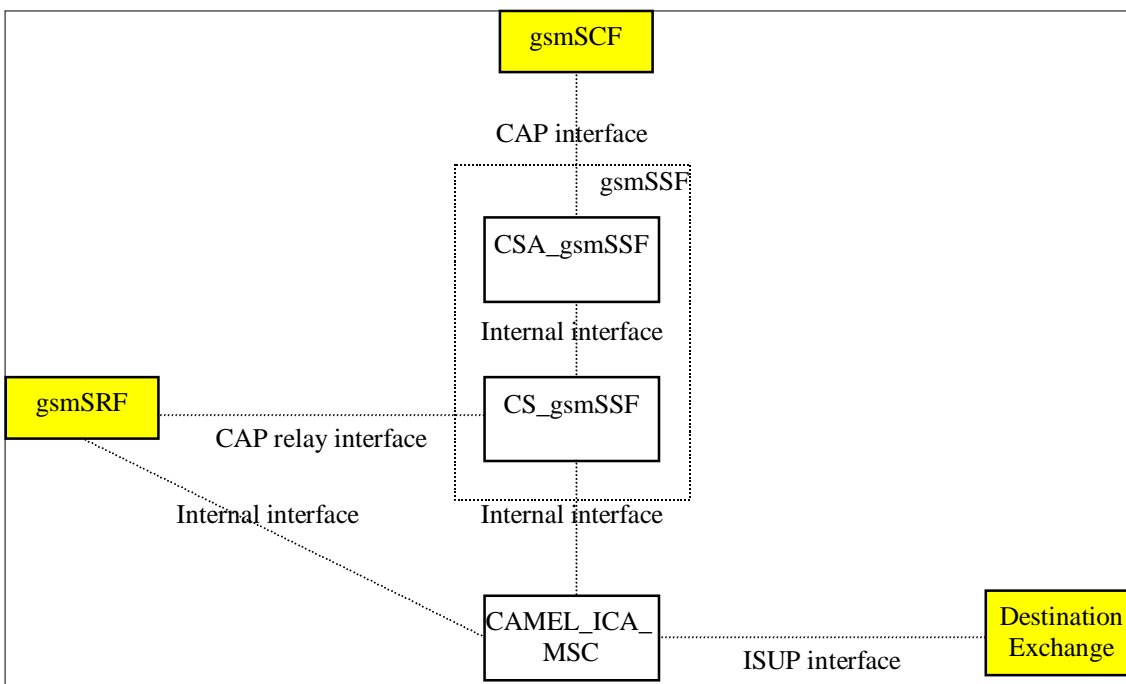 gsmSCF
CAP interface
gsmSSF
CSA_gsmSSF
Internal interface
gsmSRF
CS_gsmSSF
CAP relay interface
Internal interface
Internal interface
CAMEL_ICA_
MSC
Destination
Exchange
ISUP interface